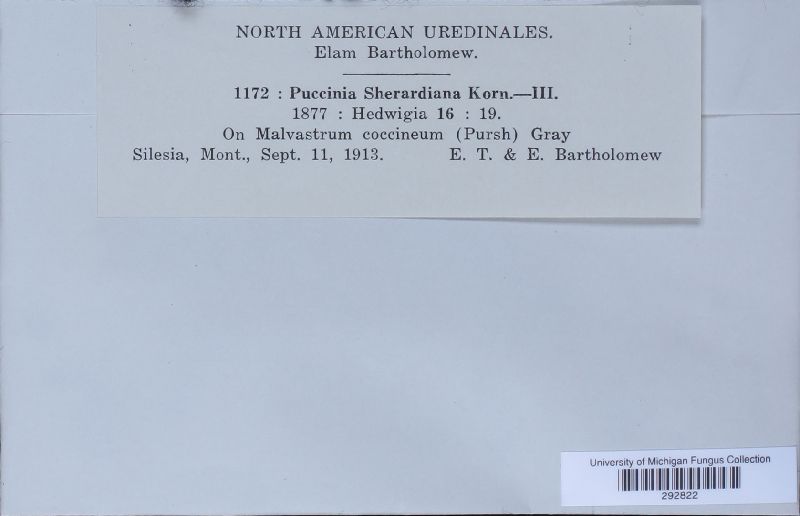 NORTH AMERICAN UREDINALES.
Elam Bartholomew.
1172 : Puccinia Sherardiana Korn.—III.
1877 : Hedwigia 16 : 19.
On Malvastrum coccineum (Pursh) Gray
Silesia, Mont., Sept. 11, 1913. E. T. & E. Bartholomew
University of Michigan Fungus Collection
292822